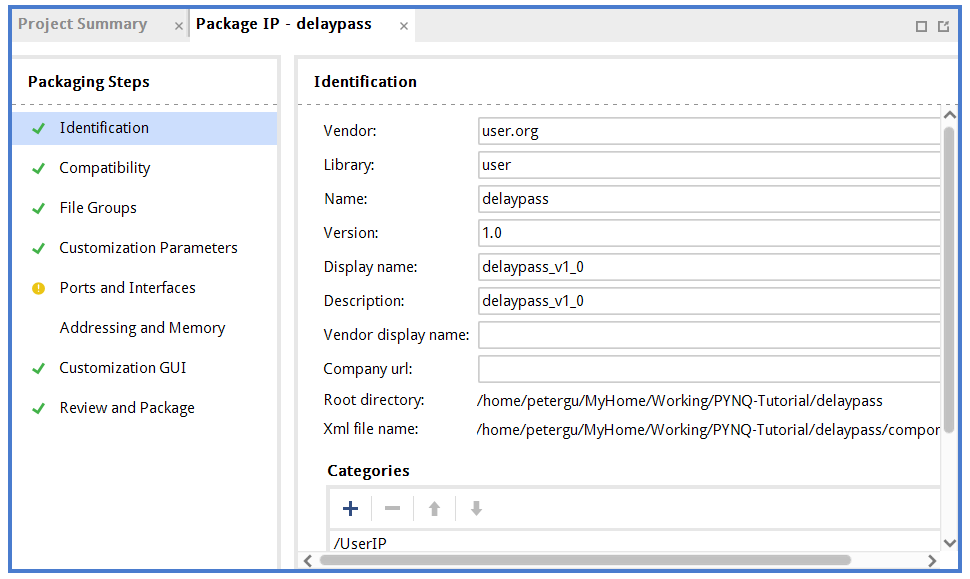 Project Summary × Package IP - delaypass ×
Packaging Steps
Identification
Compatibility
File Groups
Customization Parameters
Ports and Interfaces
Addressing and Memory
Customization GUI
Review and Package
Identification
Vendor: user.org
Library: user
Name: delaypass
Version: 1.0
Display name: delaypass_v1_0
Description: delaypass_v1_0
Vendor display name:
Company url:
Root directory: /home/petergu/MyHome/Working/PYNQ-Tutorial/delaypass
Xml file name: /home/petergu/MyHome/Working/PYNQ-Tutorial/delaypass/compor
Categories
/UserIP